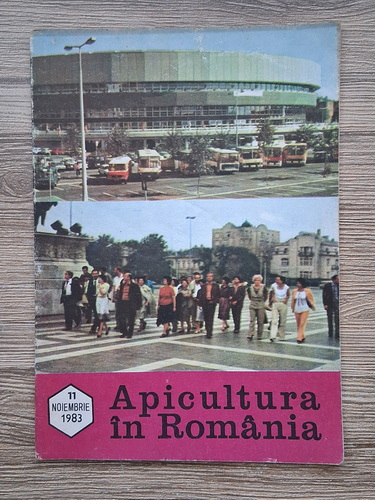 11
NOIEMBRIE
1983
Apicultura
în România